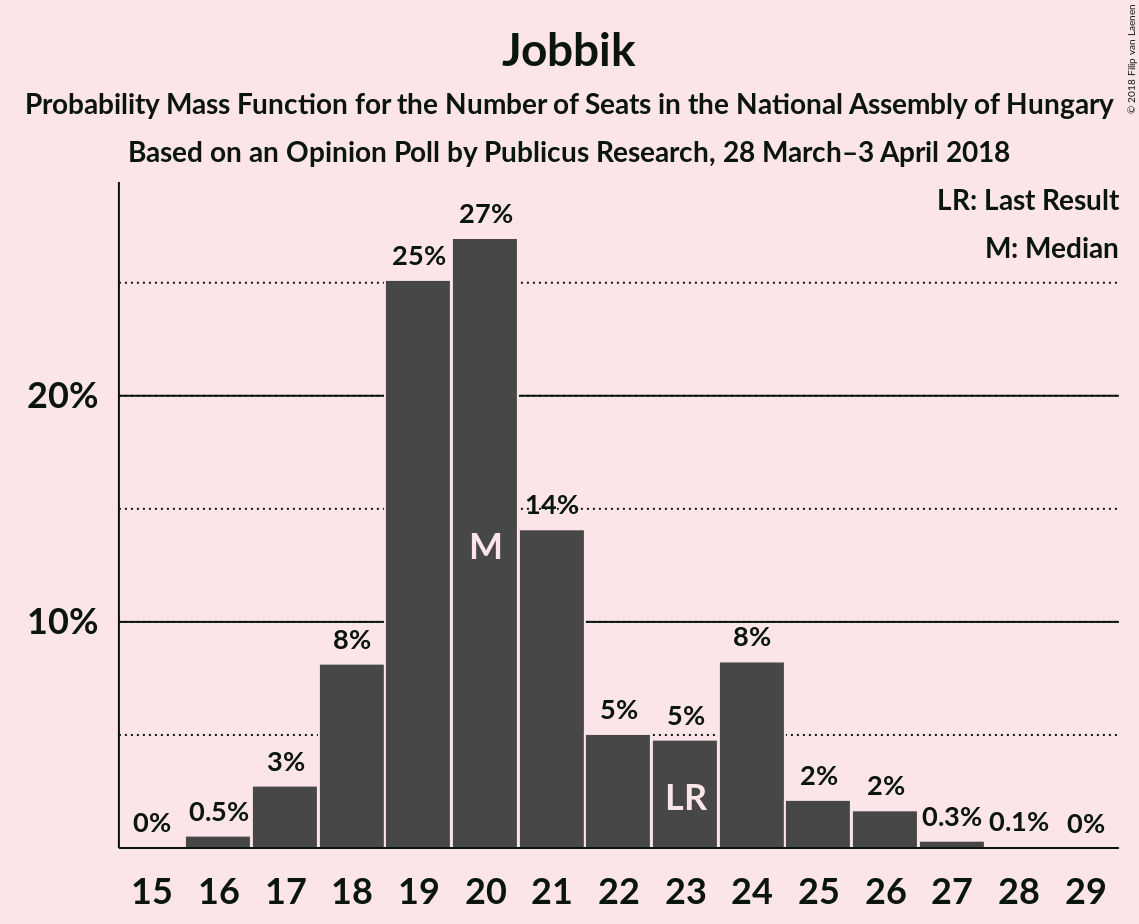 Jobbik
Probability Mass Function for the Number of Seats in the National Assembly of Hungary
Based on an Opinion Poll by Publicus Research, 28 March–3 April 2018
© 2018 Filip van Laenen
LR: Last Result
M: Median
20%
10%
0%
0.5%
3%
8%
25%
27%
14%
5%
5%
8%
2%
2%
0.3%
0.1%
0%
M
LR
15 16 17 18 19 20 21 22 23 24 25 26 27 28 29